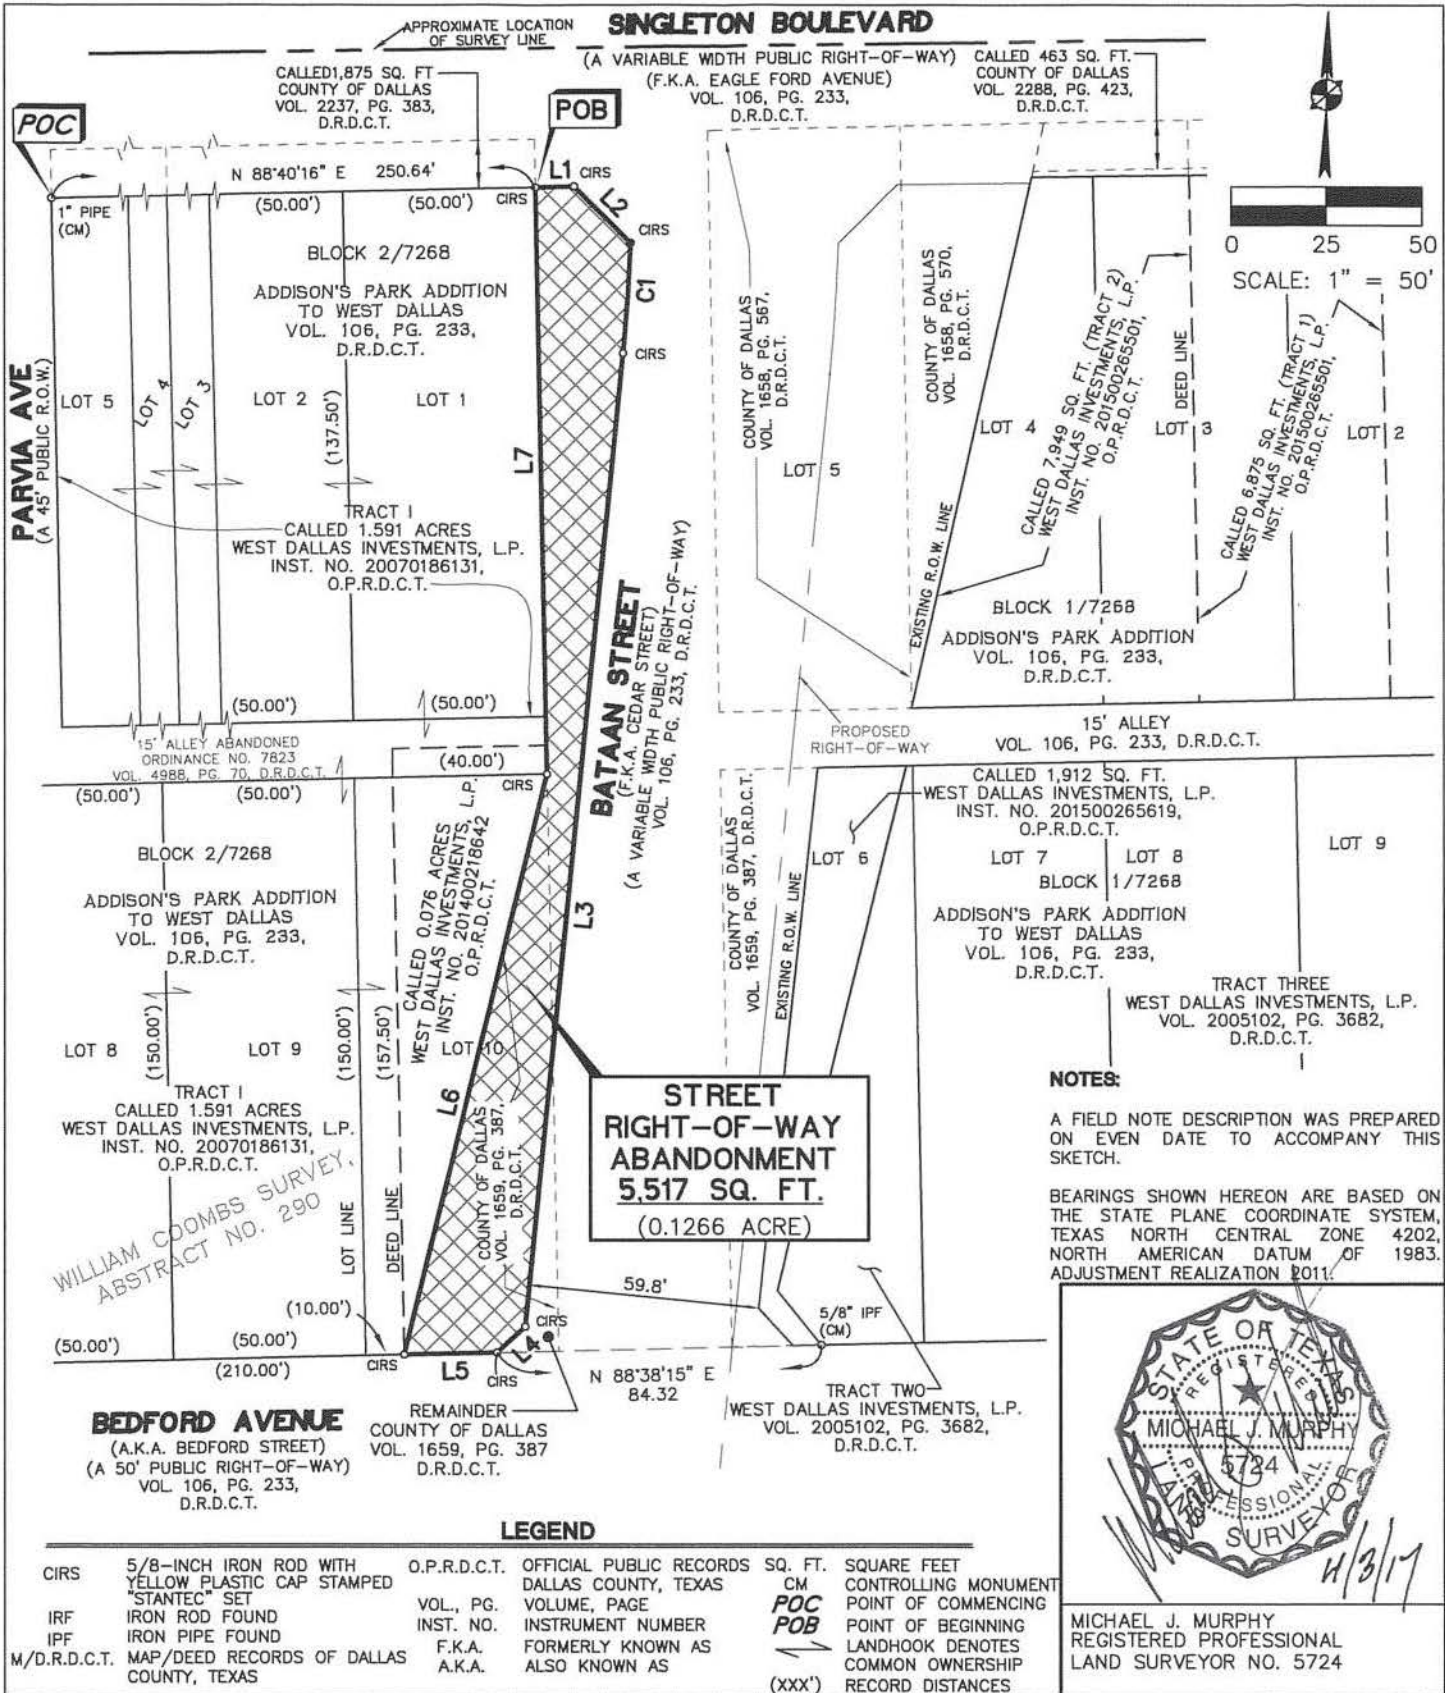 APPROXIMATE LOCATION
OF SURVEY LINE
SINGLETON BOULEVARD
(A VARIABLE WIDTH PUBLIC RIGHT-OF-WAY)
(F.K.A. EAGLE FORD AVENUE)
VOL. 106, PG. 233,
D.R.D.C.T.
CALLED1,875 SQ. FT
COUNTY OF DALLAS
VOL. 2237, PG. 383,
D.R.D.C.T.
CALLED 463 SQ. FT.
COUNTY OF DALLAS
VOL. 2288, PG. 423,
D.R.D.C.T.
POC
POB
N 88°40'16" E 250.64'
L1
CIRS
L2
CIRS
CIRS
1" PIPE
(CM)
(50.00')
(50.00')
0 25 50
SCALE: 1" = 50'
BLOCK 2/7268
ADDISON'S PARK ADDITION
TO WEST DALLAS
VOL. 106, PG. 233,
D.R.D.C.T.
C1
CIRS
PARVIA AVE
(A 45' PUBLIC R.O.W.)
LOT 5
LOT 4
LOT 3
LOT 2
(137.50')
LOT 1
L7
COUNTY OF DALLAS
VOL. 1658, PG. 567,
D.R.D.C.T.
COUNTY OF DALLAS
VOL. 1658, PG. 570,
D.R.D.C.T.
LOT 5
LOT 4
CALLED 7,949 SQ. FT. (TRACT 2)
WEST DALLAS INVESTMENTS, L.P.
INST. NO. 201500265501,
O.P.R.D.C.T.
DEED LINE
LOT 3
CALLED 6,875 SQ. FT. (TRACT 1)
WEST DALLAS INVESTMENTS, L.P.
INST. NO. 201500265501,
O.P.R.D.C.T.
LOT 2
TRACT I
CALLED 1.591 ACRES
WEST DALLAS INVESTMENTS, L.P.
INST. NO. 20070186131,
O.P.R.D.C.T.
BATAAN STREET
(F.K.A. CEDAR STREET)
(A VARIABLE WIDTH PUBLIC RIGHT-OF-WAY)
VOL. 106, PG. 233, D.R.D.C.T.
EXISTING R.O.W. LINE
BLOCK 1/7268
ADDISON'S PARK ADDITION
VOL. 106, PG. 233,
D.R.D.C.T.
(50.00')
(50.00')
15' ALLEY ABANDONED
ORDINANCE NO. 7823
VOL. 4988, PG. 70, D.R.D.C.T.
PROPOSED
RIGHT-OF-WAY
15' ALLEY
VOL. 106, PG. 233, D.R.D.C.T.
(40.00')
CIRS
(50.00')
(50.00')
CALLED 1,912 SQ. FT.
WEST DALLAS INVESTMENTS, L.P.
INST. NO. 201500265619,
O.P.R.D.C.T.
BLOCK 2/7268
ADDISON'S PARK ADDITION
TO WEST DALLAS
VOL. 106, PG. 233,
D.R.D.C.T.
CALLED 0.076 ACRES
WEST DALLAS INVESTMENTS, L.P.
INST. NO. 201400218642
O.P.R.D.C.T.
L3
COUNTY OF DALLAS
VOL. 1659, PG. 387, D.R.D.C.T.
EXISTING R.O.W. LINE
LOT 6
LOT 7
LOT 8
LOT 9
BLOCK 1/7268
ADDISON'S PARK ADDITION
TO WEST DALLAS
VOL. 106, PG. 233,
D.R.D.C.T.
TRACT THREE
WEST DALLAS INVESTMENTS, L.P.
VOL. 2005102, PG. 3682,
D.R.D.C.T.
LOT 8
(150.00')
LOT 9
(150.00')
(157.50')
LOT 10
TRACT I
CALLED 1.591 ACRES
WEST DALLAS INVESTMENTS, L.P.
INST. NO. 20070186131,
O.P.R.D.C.T.
L6
COUNTY OF DALLAS
VOL. 1659, PG. 387,
D.R.D.C.T.
STREET
RIGHT-OF-WAY
ABANDONMENT
5,517 SQ. FT.
(0.1266 ACRE)
NOTES:
A FIELD NOTE DESCRIPTION WAS PREPARED
ON EVEN DATE TO ACCOMPANY THIS
SKETCH.
BEARINGS SHOWN HEREON ARE BASED ON
THE STATE PLANE COORDINATE SYSTEM,
TEXAS NORTH CENTRAL ZONE 4202,
NORTH AMERICAN DATUM OF 1983.
ADJUSTMENT REALIZATION 2011.
WILLIAM COOMBS SURVEY,
ABSTRACT NO. 290
LOT LINE
DEED LINE
59.8'
(10.00')
CIRS
5/8" IPF
(CM)
(50.00')
(50.00')
(210.00')
CIRS
L5
L4
CIRS
N 88°38'15" E
84.32
BEDFORD AVENUE
(A.K.A. BEDFORD STREET)
(A 50' PUBLIC RIGHT-OF-WAY)
VOL. 106, PG. 233,
D.R.D.C.T.
REMAINDER
COUNTY OF DALLAS
VOL. 1659, PG. 387
D.R.D.C.T.
TRACT TWO
WEST DALLAS INVESTMENTS, L.P.
VOL. 2005102, PG. 3682,
D.R.D.C.T.
STATE OF TEXAS
REGISTERED
MICHAEL J. MURPHY
5724
PROFESSIONAL
LAND SURVEYOR
4/3/17
MICHAEL J. MURPHY
REGISTERED PROFESSIONAL
LAND SURVEYOR NO. 5724
LEGEND
CIRS 5/8-INCH IRON ROD WITH
YELLOW PLASTIC CAP STAMPED
"STANTEC" SET
IRF IRON ROD FOUND
IPF IRON PIPE FOUND
M/D.R.D.C.T. MAP/DEED RECORDS OF DALLAS
COUNTY, TEXAS
O.P.R.D.C.T. OFFICIAL PUBLIC RECORDS
DALLAS COUNTY, TEXAS
VOL., PG. VOLUME, PAGE
INST. NO. INSTRUMENT NUMBER
F.K.A. FORMERLY KNOWN AS
A.K.A. ALSO KNOWN AS
SQ. FT. SQUARE FEET
CM CONTROLLING MONUMENT
POC POINT OF COMMENCING
POB POINT OF BEGINNING
LANDHOOK DENOTES
COMMON OWNERSHIP
(XXX') RECORD DISTANCES